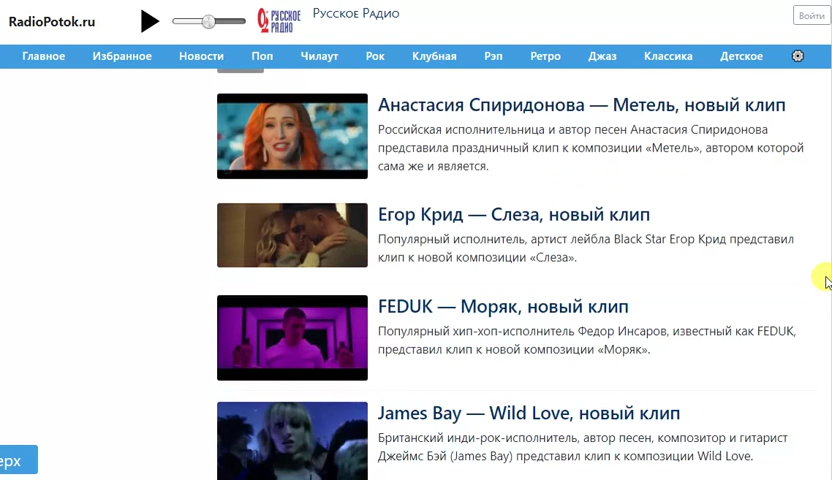 RadioPotok.ru
РУССКОЕ РАДИО
Русское Радио
Войти
Главное Избранное Новости Поп Чилаут Рок Клубная Рэп Ретро Джаз Классика Детское
Анастасия Спиридонова — Метель, новый клип
Российская исполнительница и автор песен Анастасия Спиридонова
представила праздничный клип к композиции «Метель», автором которой
сама же и является.
Егор Крид — Слеза, новый клип
Популярный исполнитель, артист лейбла Black Star Егор Крид представил
клип к новой композиции «Слеза».
FEDUK — Моряк, новый клип
Популярный хип-хоп-исполнитель Федор Инсаров, известный как FEDUK,
представил клип к новой композиции «Моряк».
James Bay — Wild Love, новый клип
Британский инди-рок-исполнитель, автор песен, композитор и гитарист
Джеймс Бэй (James Bay) представил клип к композиции Wild Love.
ерх